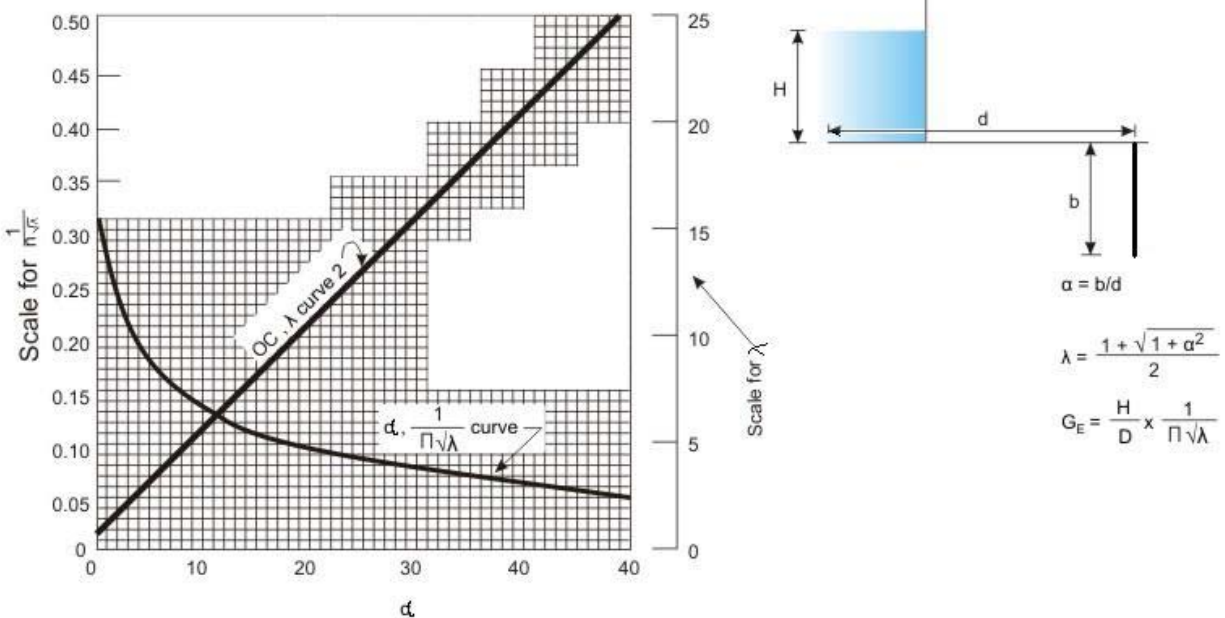 0.50
0.45
0.40
0.35
0.30
0.25
0.20
0.15
0.10
0.05
0
Scale for 1/n√λ
0 10 20 30 40 40
α
OC , λ curve 2
α, 1/Π√λ curve
25
20
15
10
5
0
Scale for λ
H
d
b
α = b/d
λ = 1 + √1 + α² / 2
G_E = H/D x 1/Π√λ